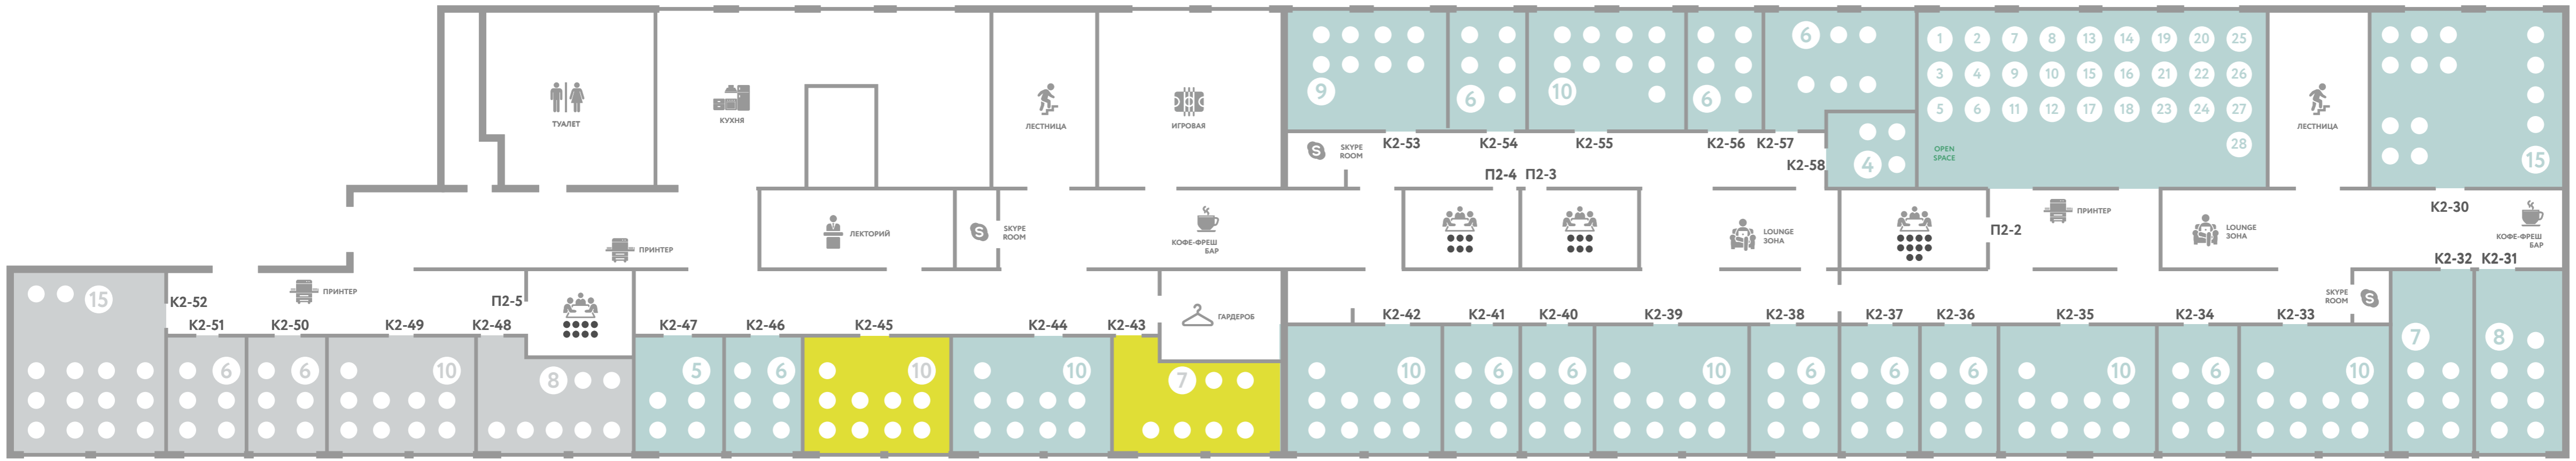 ТУАЛЕТ
КУХНЯ
ЛЕСТНИЦА
ИГРОВАЯ
9
6
10
6
6
4
1 2 7 8 13 14 19 20 25
3 4 9 10 15 16 21 22 26
5 6 11 12 17 18 23 24 27
28
OPEN
SPACE
ЛЕСТНИЦА
15
SKYPE
ROOM
К2-53
К2-54
К2-55
К2-56
К2-57
К2-58
П2-4
П2-3
ЛЕКТОРИЙ
SKYPE
ROOM
КОФЕ-ФРЕШ
БАР
LOUNGE
ЗОНА
П2-2
ПРИНТЕР
LOUNGE
ЗОНА
К2-30
КОФЕ-ФРЕШ
БАР
ПРИНТЕР
ПРИНТЕР
К2-32
К2-31
15
К2-52
К2-51
К2-50
К2-49
К2-48
П2-5
К2-47
К2-46
К2-45
К2-44
К2-43
ГАРДЕРОБ
К2-42
К2-41
К2-40
К2-39
К2-38
К2-37
К2-36
К2-35
К2-34
К2-33
SKYPE
ROOM
6
6
10
8
5
6
10
10
7
10
6
6
10
6
6
6
10
6
10
7
8